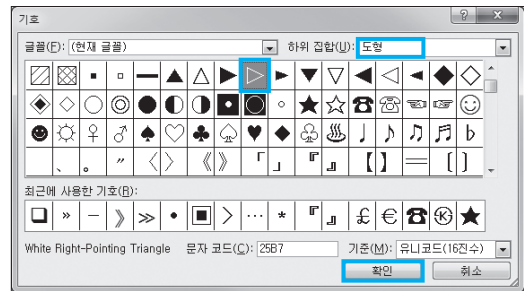 기호
글꼴(F): (현재 글꼴) 하위 집합(U): 도형
최근에 사용한 기호(R):
White Right-Pointing Triangle 문자 코드(C): 25B7 기준(M): 유니코드(16진수)
확인 취소